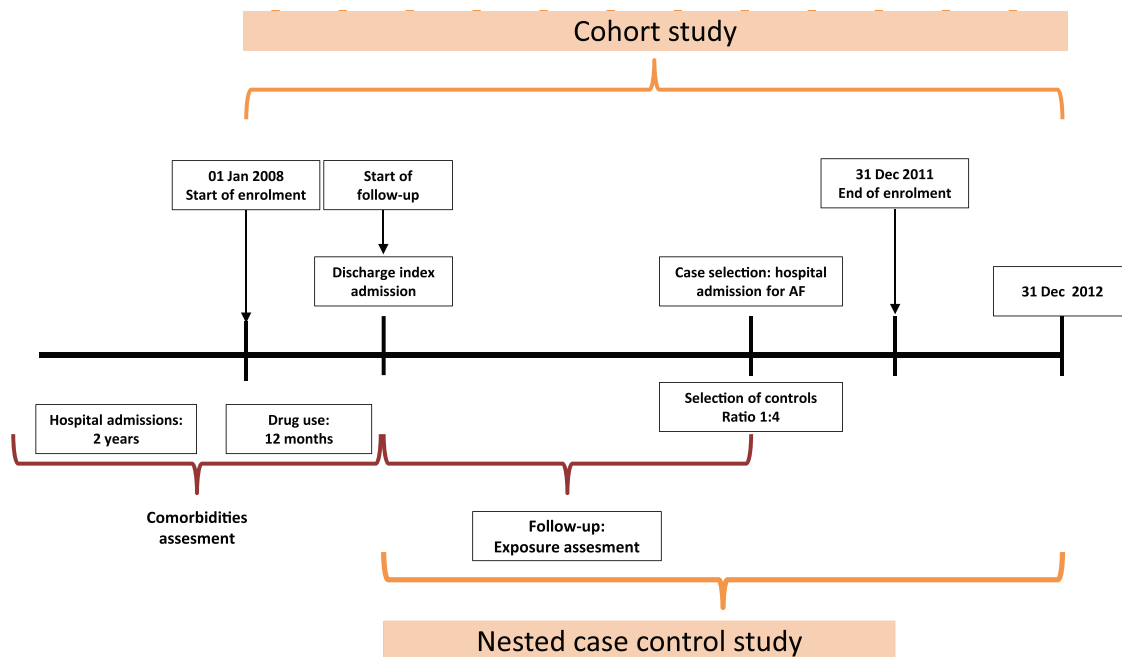 Cohort study
01 Jan 2008
Start of enrolment
Start of
follow-up
31 Dec 2011
End of enrolment
Discharge index
admission
Case selection: hospital
admission for AF
31 Dec 2012
Hospital admissions:
2 years
Drug use:
12 months
Selection of controls
Ratio 1:4
Comorbidities
assesment
Follow-up:
Exposure assesment
Nested case control study